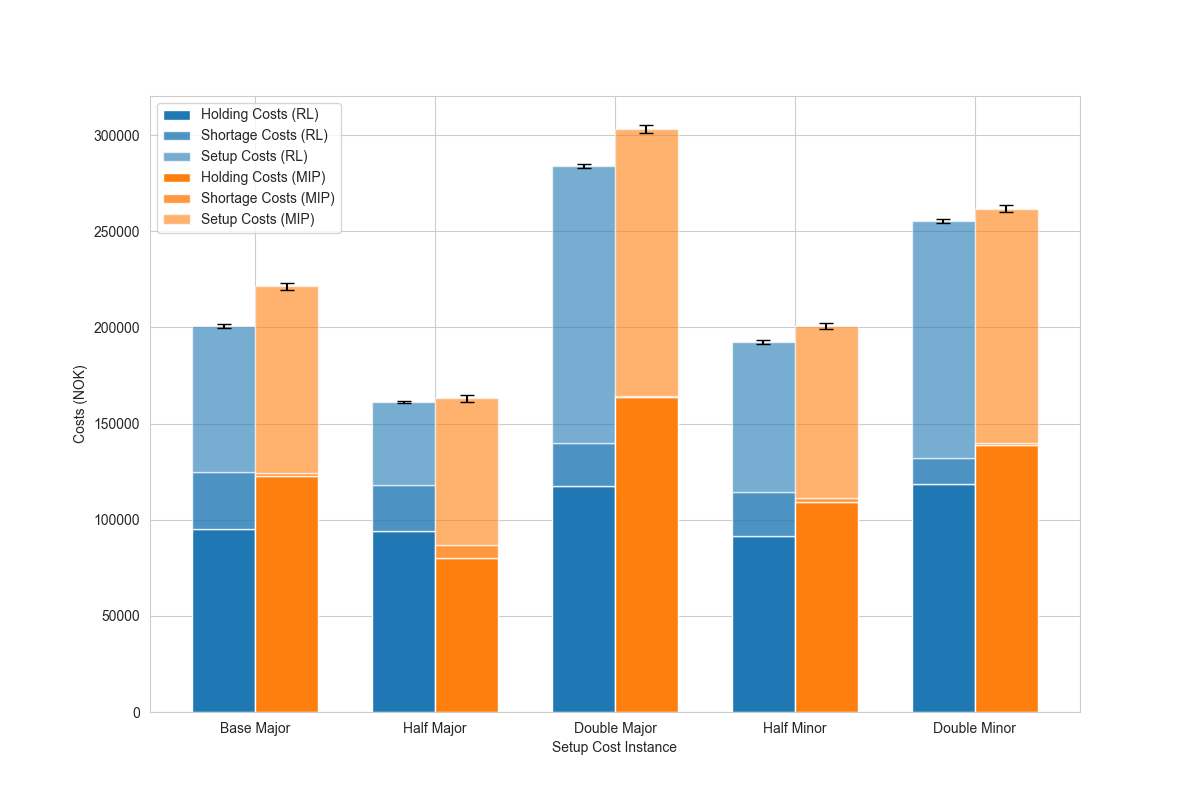 Holding Costs (RL)
Shortage Costs (RL)
Setup Costs (RL)
Holding Costs (MIP)
Shortage Costs (MIP)
Setup Costs (MIP)
300000
250000
200000
150000
100000
50000
0
Costs (NOK)
Base Major Half Major Double Major Half Minor Double Minor
Setup Cost Instance